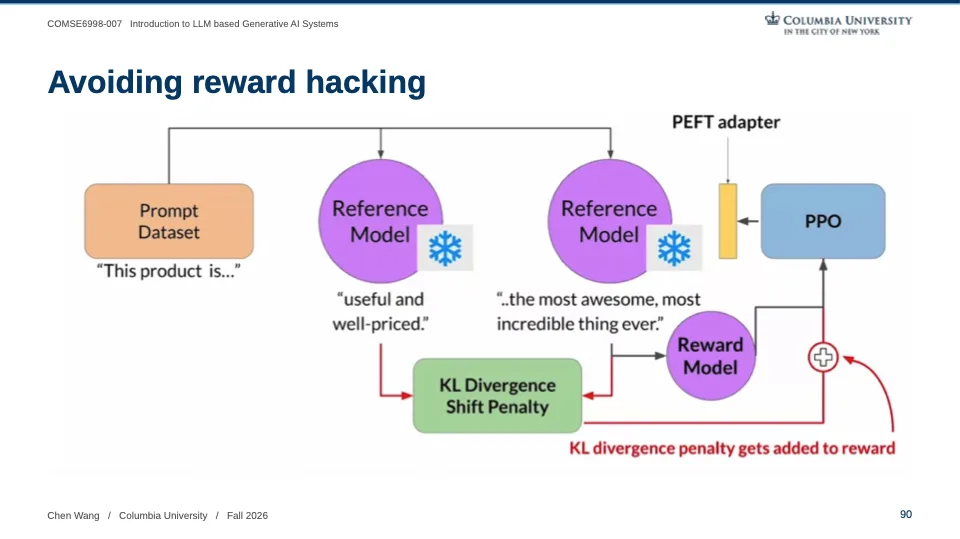 COMSE6998-007 Introduction to LLM based Generative AI Systems
COLUMBIA UNIVERSITY
IN THE CITY OF NEW YORK
Avoiding reward hacking
PEFT adapter
Prompt
Dataset
Reference
Model
Reference
Model
PPO
“This product is...”
“useful and
well-priced.”
“..the most awesome, most
incredible thing ever.”
Reward
Model
KL Divergence
Shift Penalty
KL divergence penalty gets added to reward
Chen Wang / Columbia University / Fall 2026
90